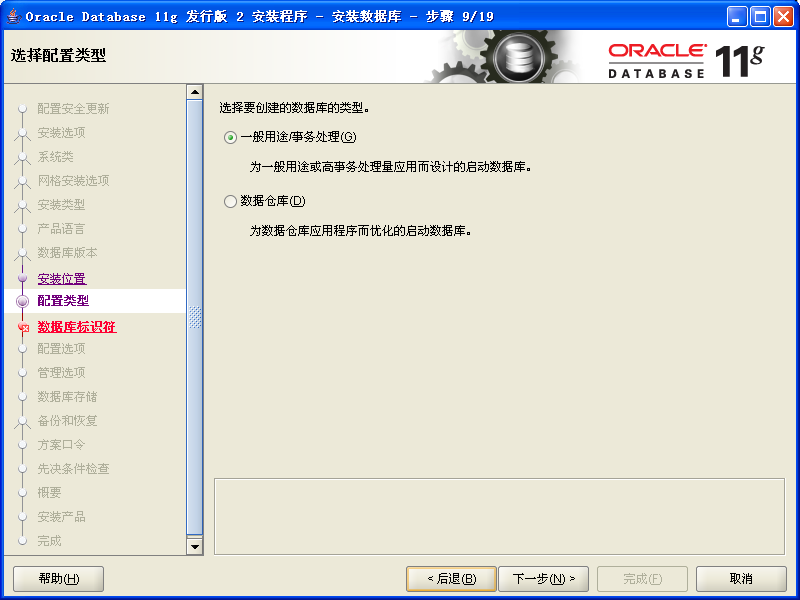 Oracle Database 11g 发行版 2 安装程序 - 安装数据库 - 步骤 9/19
选择配置类型
ORACLE
DATABASE
11g
配置安全更新
安装选项
系统类
网格安装选项
安装类型
产品语言
数据库版本
安装位置
配置类型
数据库标识符
配置选项
管理选项
数据库存储
备份和恢复
方案口令
先决条件检查
概要
安装产品
完成
选择要创建的数据库的类型。
一般用途/事务处理(G)
为一般用途或高事务处理量应用而设计的启动数据库。
数据仓库(D)
为数据仓库应用程序而优化的启动数据库。
帮助(H)
< 后退(B)
下一步(N) >
完成(F)
取消